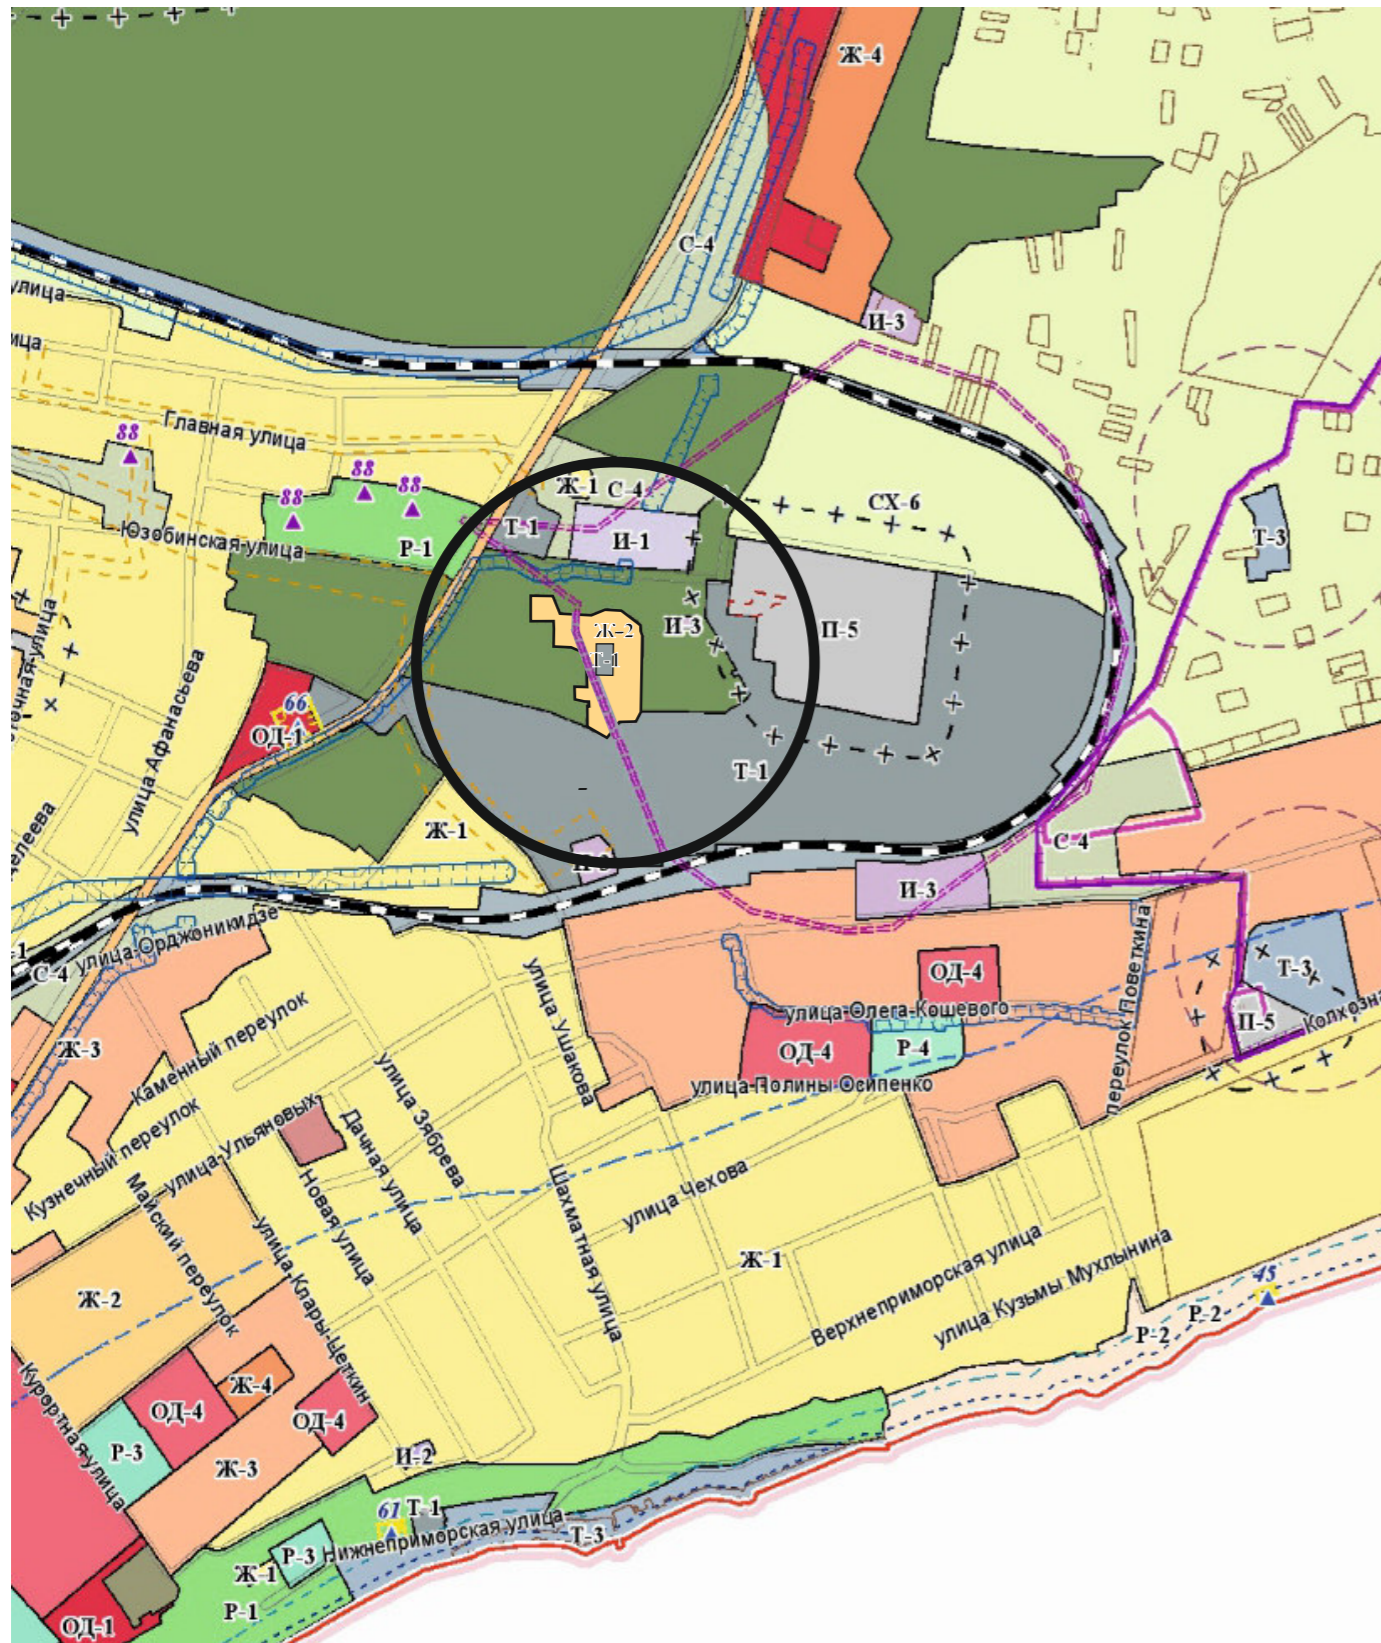 Ж-4
С-4
улица
И-3
ица
Главная улица
88
88
88
Юзобинская улица
Р-1
Ж-1
С-4
Т-1
И-1
СХ-6
Т-3
И-3
П-5
Ж-2
Т-1
66
ОД-1
улица Афанасьева
Т-1
Ж-1
С-4
И-3
улица Орджоникидзе
С-4
ОД-4
Т-3
переулок Поветкина
улица Олега Кошевого
П-5
ОД-4
Р-4
Ж-3
улица Ушакова
Каменный переулок
улица Полины Осипенко
Кузнечный переулок
улица Ульяновых
улица Зябрева
Дачная улица
Новая улица
Майский переулок
улица Клары Цеткин
Шахматная улица
улица Чехова
Ж-1
Верхнеприморская улица
улица Кузьмы Мухлынина
45
Р-2
Р-2
Ж-2
Курортная улица
Ж-4
ОД-4
ОД-4
Р-3
Ж-3
И-2
61
Т-1
Нижнеприморская улица
Т-3
Р-3
Ж-1
Р-1
ОД-1